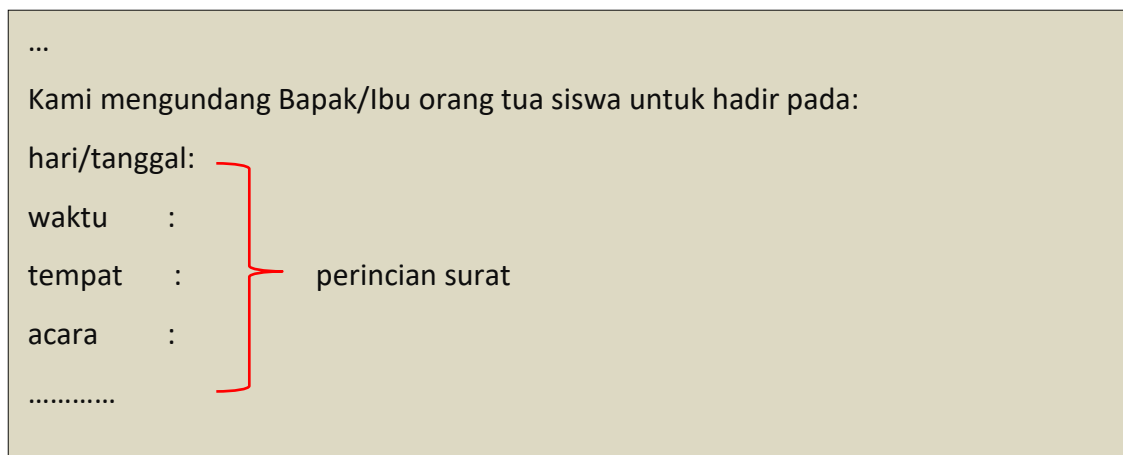 …
Kami mengundang Bapak/Ibu orang tua siswa untuk hadir pada:
hari/tanggal:
waktu :
tempat : perincian surat
acara :
…………